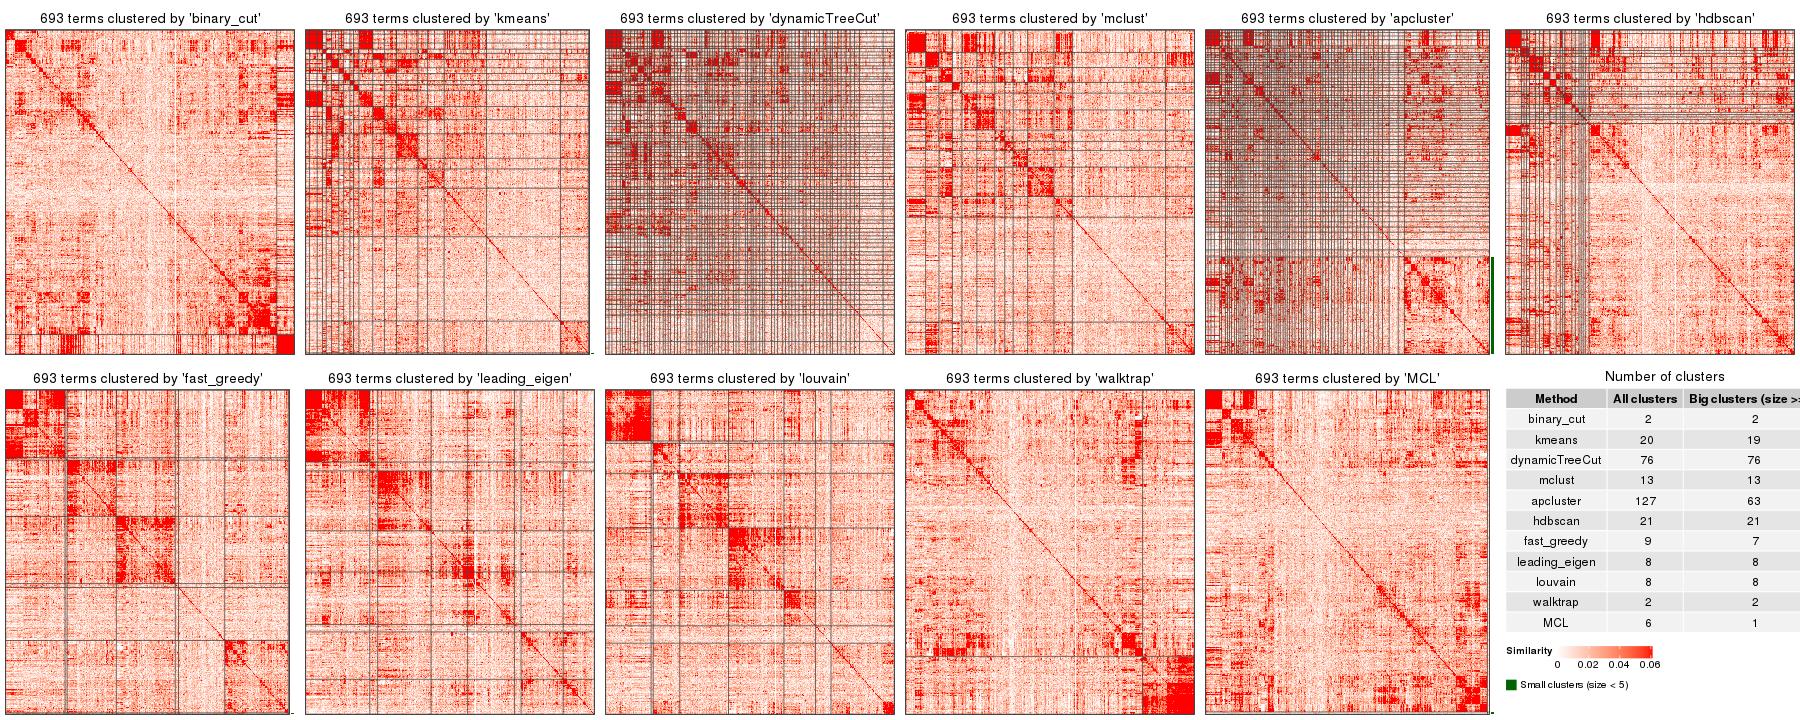 693 terms clustered by 'binary_cut'
693 terms clustered by 'kmeans'
693 terms clustered by 'dynamicTreeCut'
693 terms clustered by 'mclust'
693 terms clustered by 'apcluster'
693 terms clustered by 'hdbscan'
693 terms clustered by 'fast_greedy'
693 terms clustered by 'leading_eigen'
693 terms clustered by 'louvain'
693 terms clustered by 'walktrap'
693 terms clustered by 'MCL'
Number of clusters
Method All clusters Big clusters (size >=
binary_cut 2 2
kmeans 20 19
dynamicTreeCut 76 76
mclust 13 13
apcluster 127 63
hdbscan 21 21
fast_greedy 9 7
leading_eigen 8 8
louvain 8 8
walktrap 2 2
MCL 6 1
Similarity
0 0.02 0.04 0.06
Small clusters (size < 5)